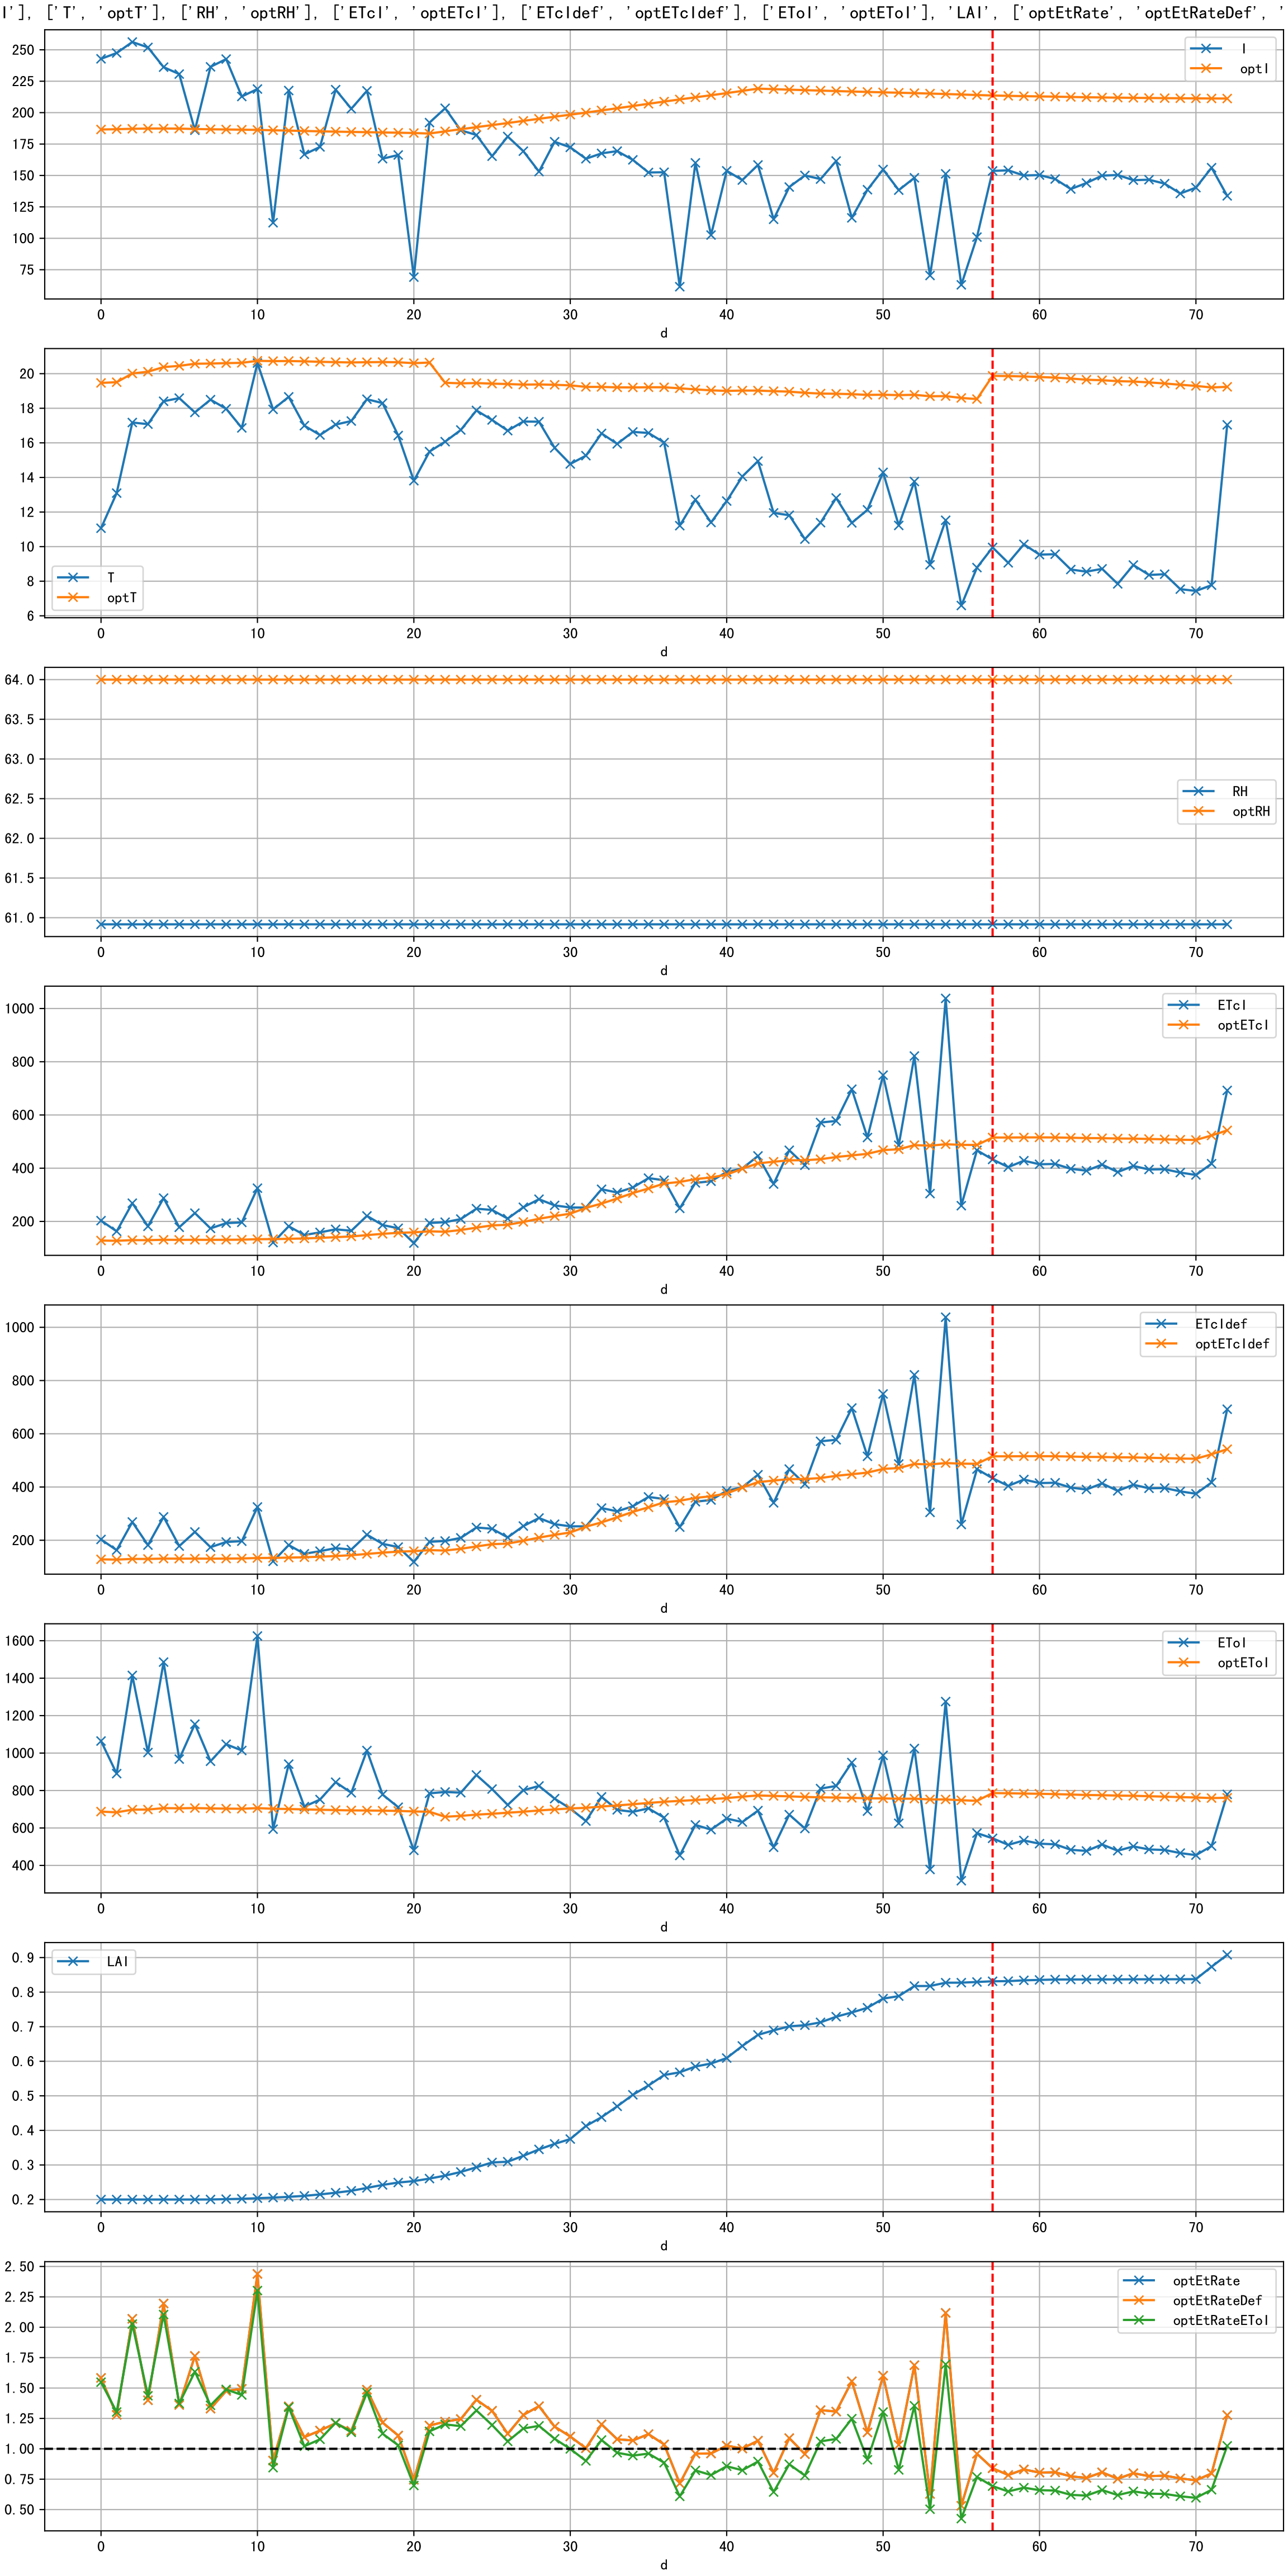 I'], ['T', 'optT'], ['RH', 'optRH'], ['ETcI', 'optETcI'], ['ETcIdef', 'optETcIdef'], ['EToI', 'optEToI'], 'LAI', ['optEtRate', 'optEtRateDef', '
250
225
200
175
150
125
100
75
I
optI
0 10 20 30 40 50 60 70
d
20
18
16
14
12
10
8
6
T
optT
0 10 20 30 40 50 60 70
d
64.0
63.5
63.0
62.5
62.0
61.5
61.0
RH
optRH
0 10 20 30 40 50 60 70
d
1000
800
600
400
200
ETcI
optETcI
0 10 20 30 40 50 60 70
d
1000
800
600
400
200
ETcIdef
optETcIdef
0 10 20 30 40 50 60 70
d
1600
1400
1200
1000
800
600
400
EToI
optEToI
0 10 20 30 40 50 60 70
d
0.9
0.8
0.7
0.6
0.5
0.4
0.3
0.2
LAI
0 10 20 30 40 50 60 70
d
2.50
2.25
2.00
1.75
1.50
1.25
1.00
0.75
0.50
optEtRate
optEtRateDef
optEtRateEToI
0 10 20 30 40 50 60 70
d